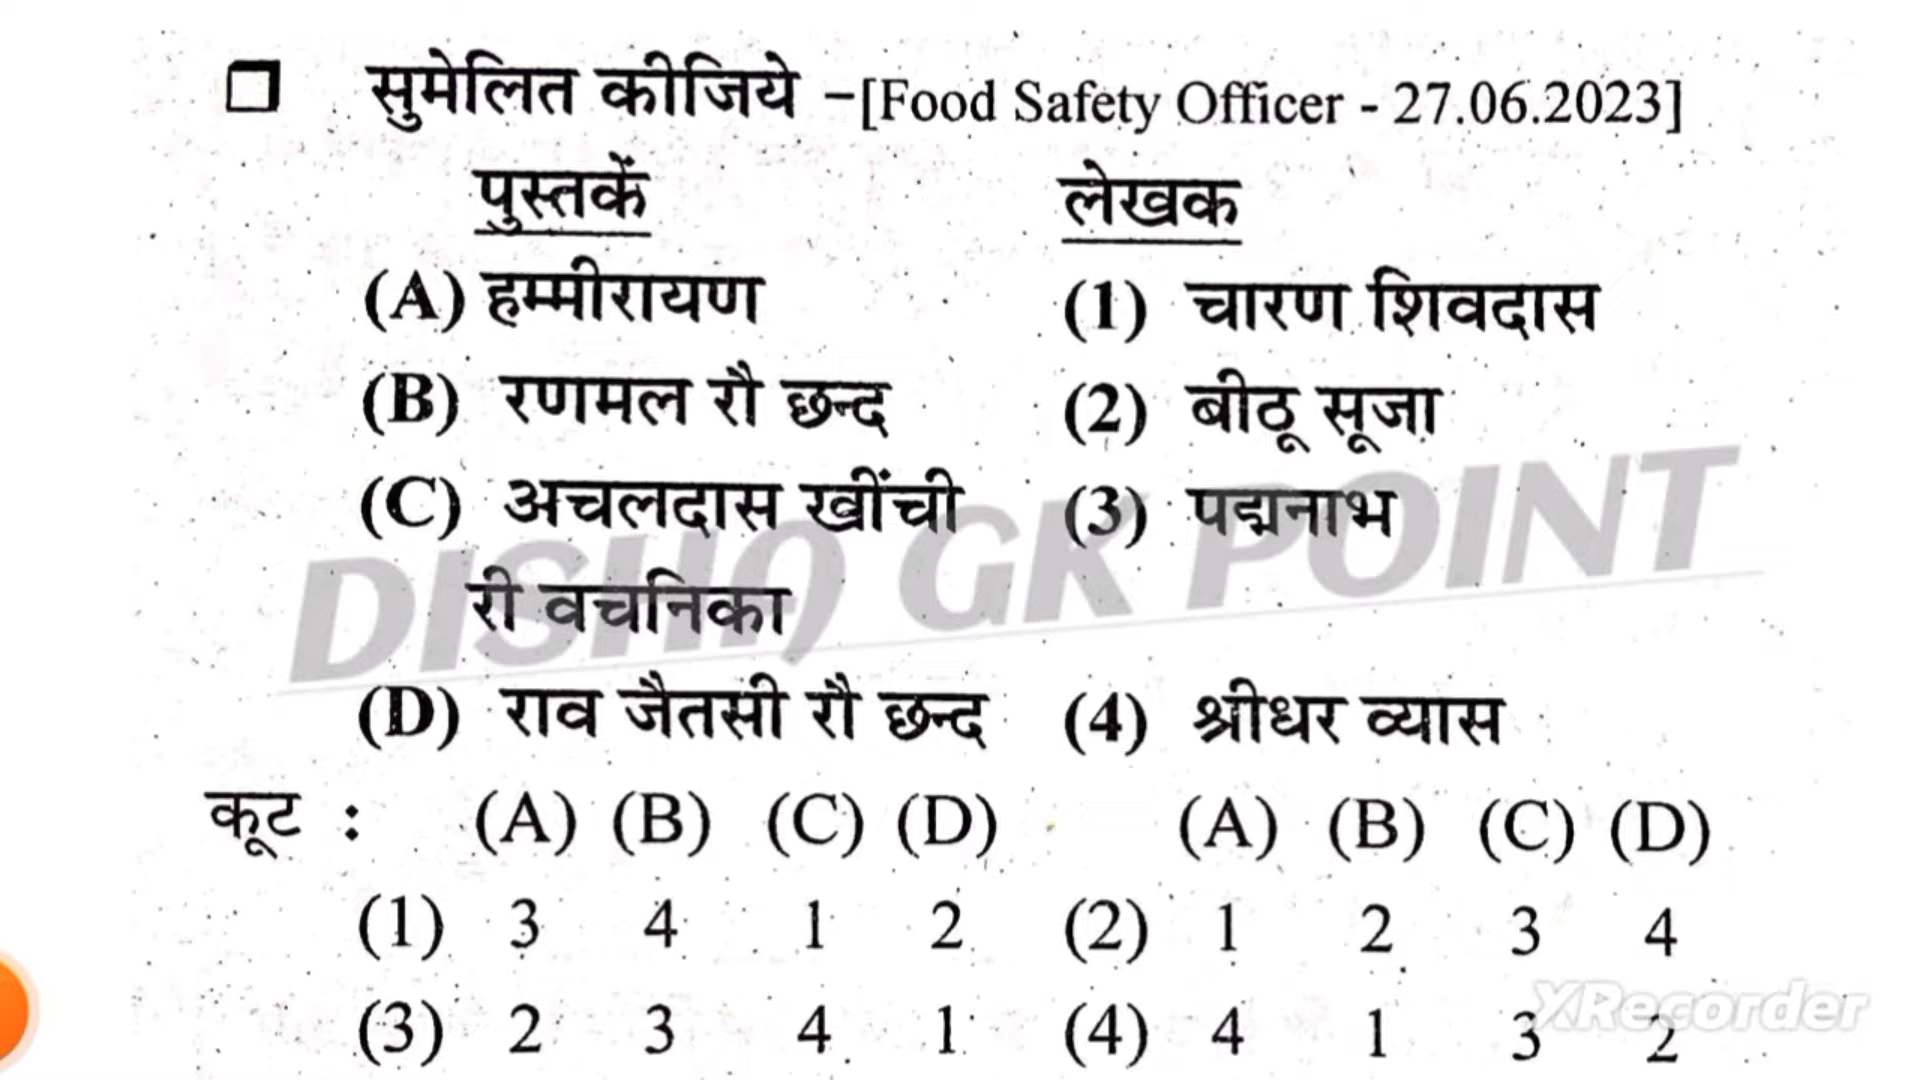 सुमेलित कीजिये -[Food Safety Officer - 27.06.2023]
पुस्तकें लेखक
(A) हम्मीरायण (1) चारण शिवदास
(B) रणमल रौ छन्द (2) बीठू सूजा
(C) अचलदास खींची (3) पद्मनाभ
री वचनिका
(D) राव जैतसी रौ छन्द (4) श्रीधर व्यास
कूट : (A) (B) (C) (D) (A) (B) (C) (D)
(1) 3 4 1 2 (2) 1 2 3 4
(3) 2 3 4 1 (4) 4 1 3 2
DISHA GK POINT
XRecorder